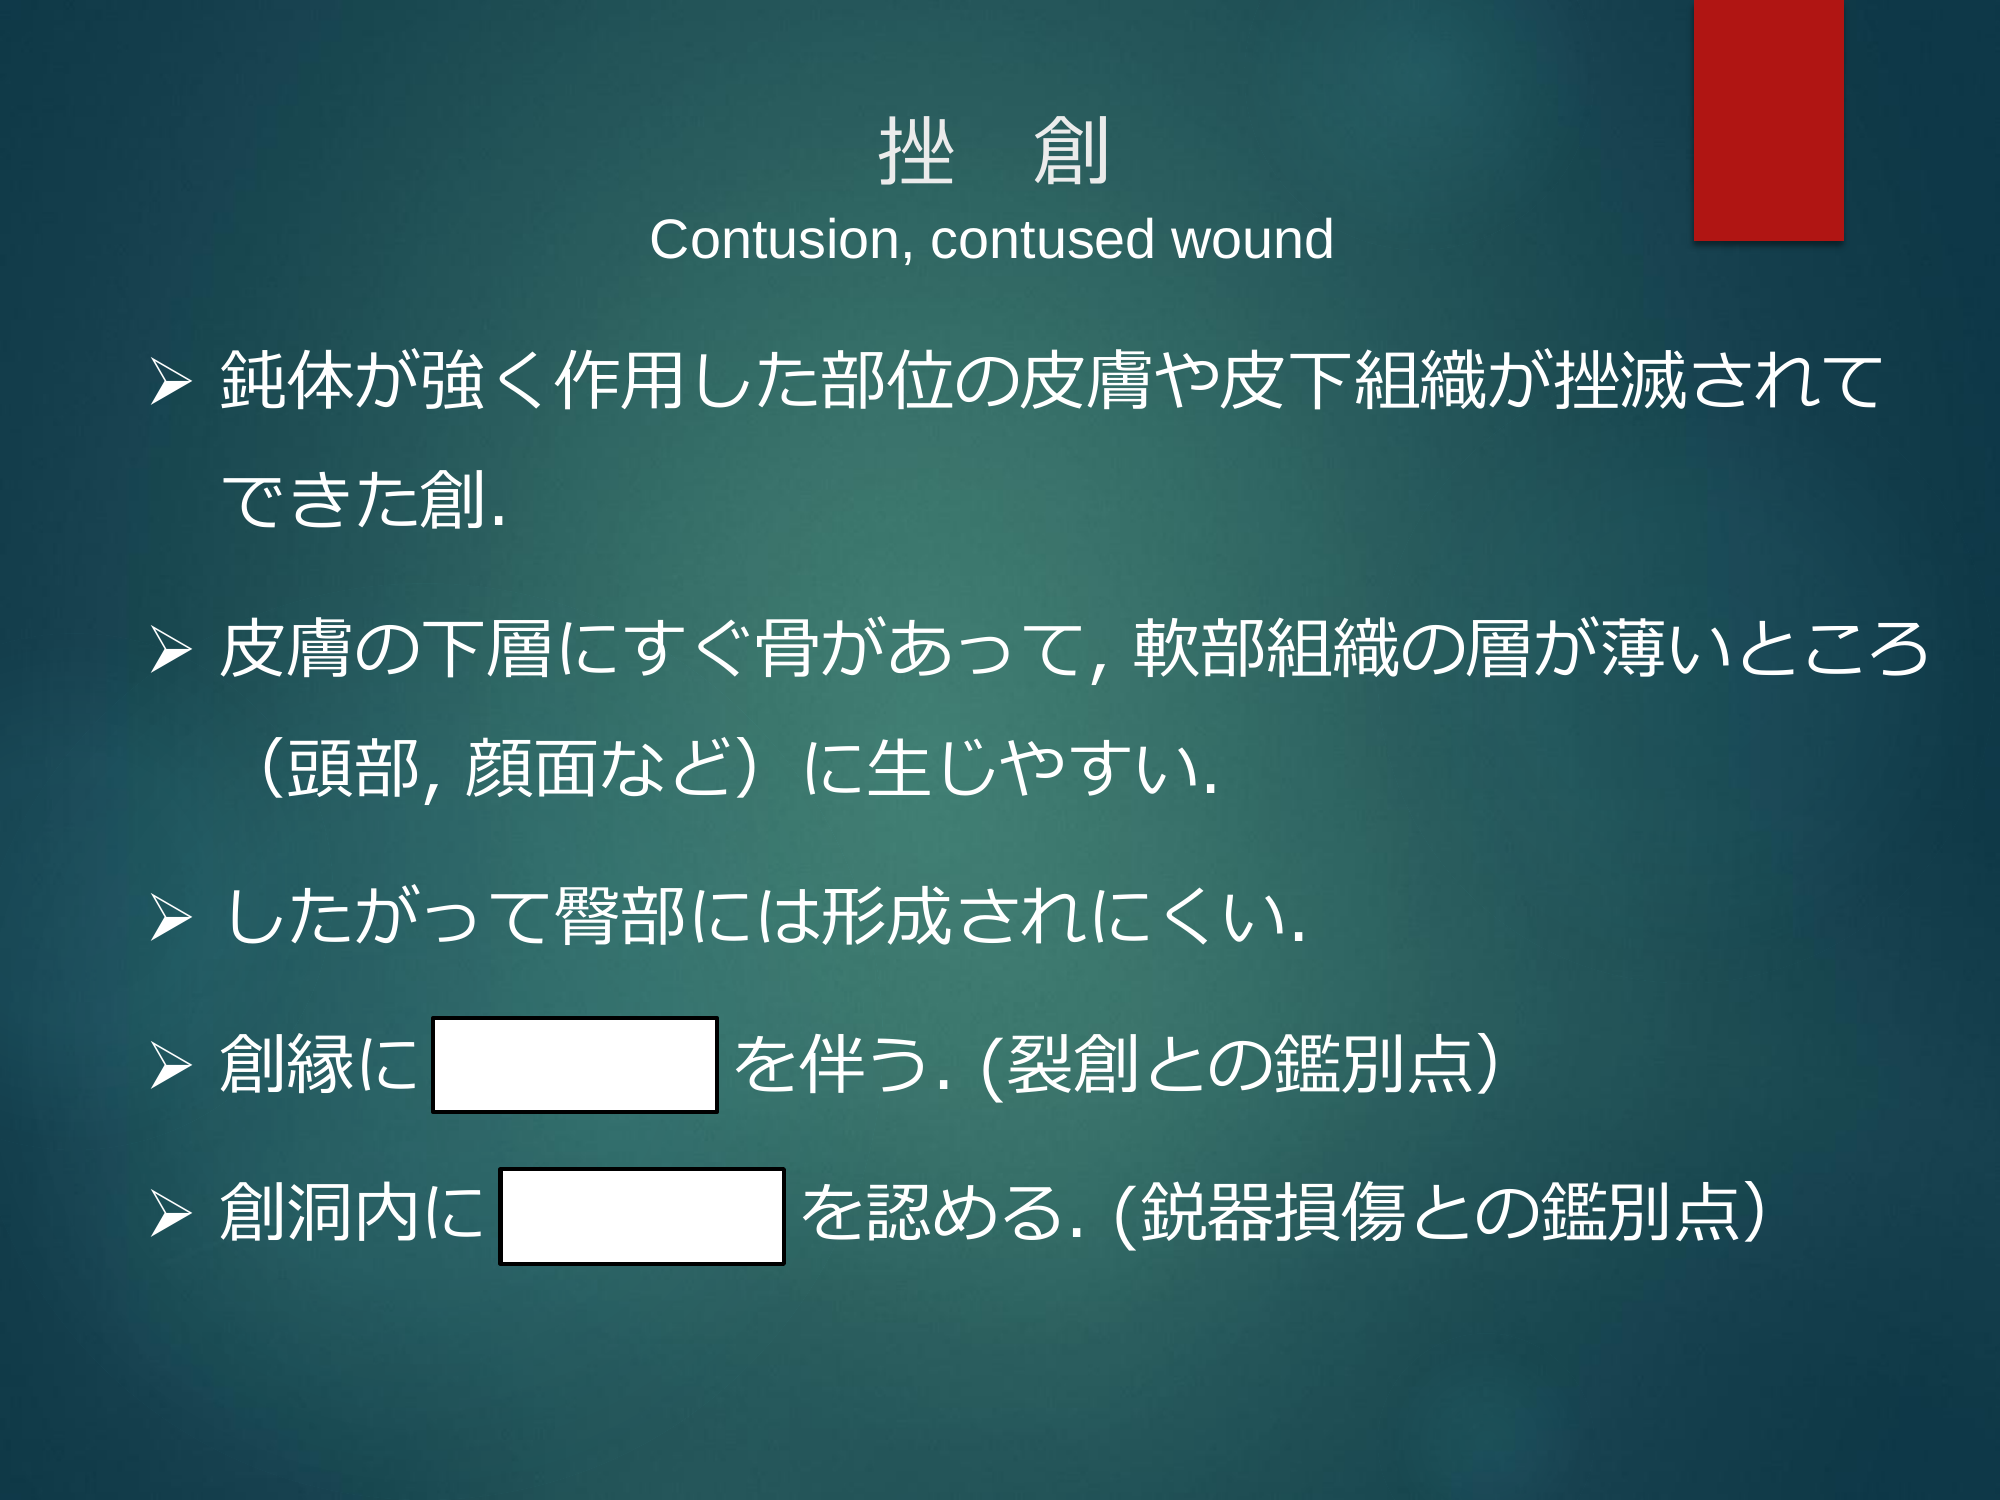 挫　創
Contusion, contused wound
➢ 鈍体が強く作用した部位の皮膚や皮下組織が挫滅されて
できた創.
➢ 皮膚の下層にすぐ骨があって, 軟部組織の層が薄いところ
（頭部, 顔面など）に生じやすい.
➢ したがって臀部には形成されにくい.
➢ 創縁に を伴う. (裂創との鑑別点）
➢ 創洞内に を認める. (鋭器損傷との鑑別点）